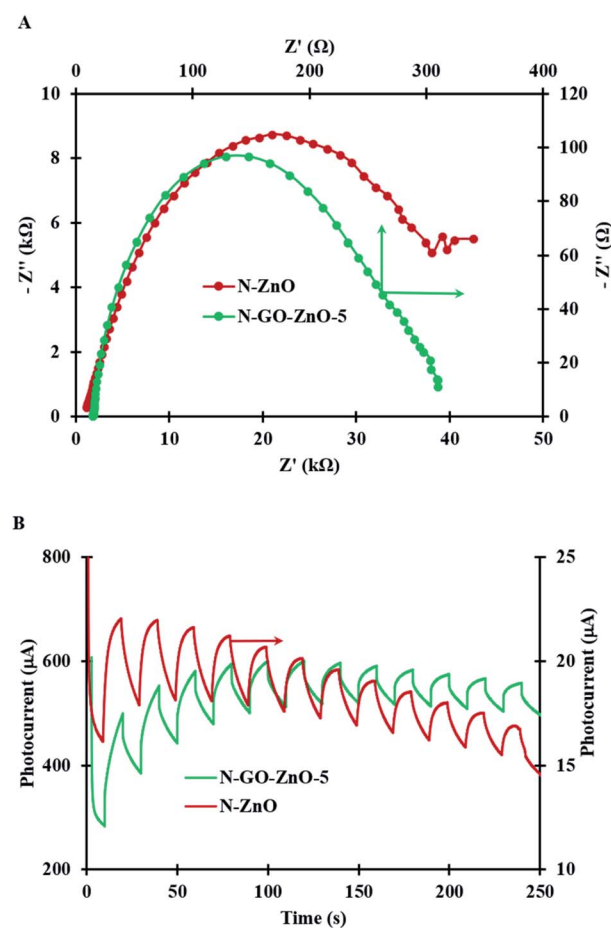 A
Z' (Ω)
0 100 200 300 400
10 120
8 100
80
6
60
4
40
2
20
0 0
- Z'' (kΩ)
- Z'' (Ω)
N-ZnO
N-GO-ZnO-5
0 10 20 30 40 50
Z' (kΩ)
B
800 25
600 20
400 15
200 10
Photocurrent (µA)
Photocurrent (µA)
N-GO-ZnO-5
N-ZnO
0 50 100 150 200 250
Time (s)